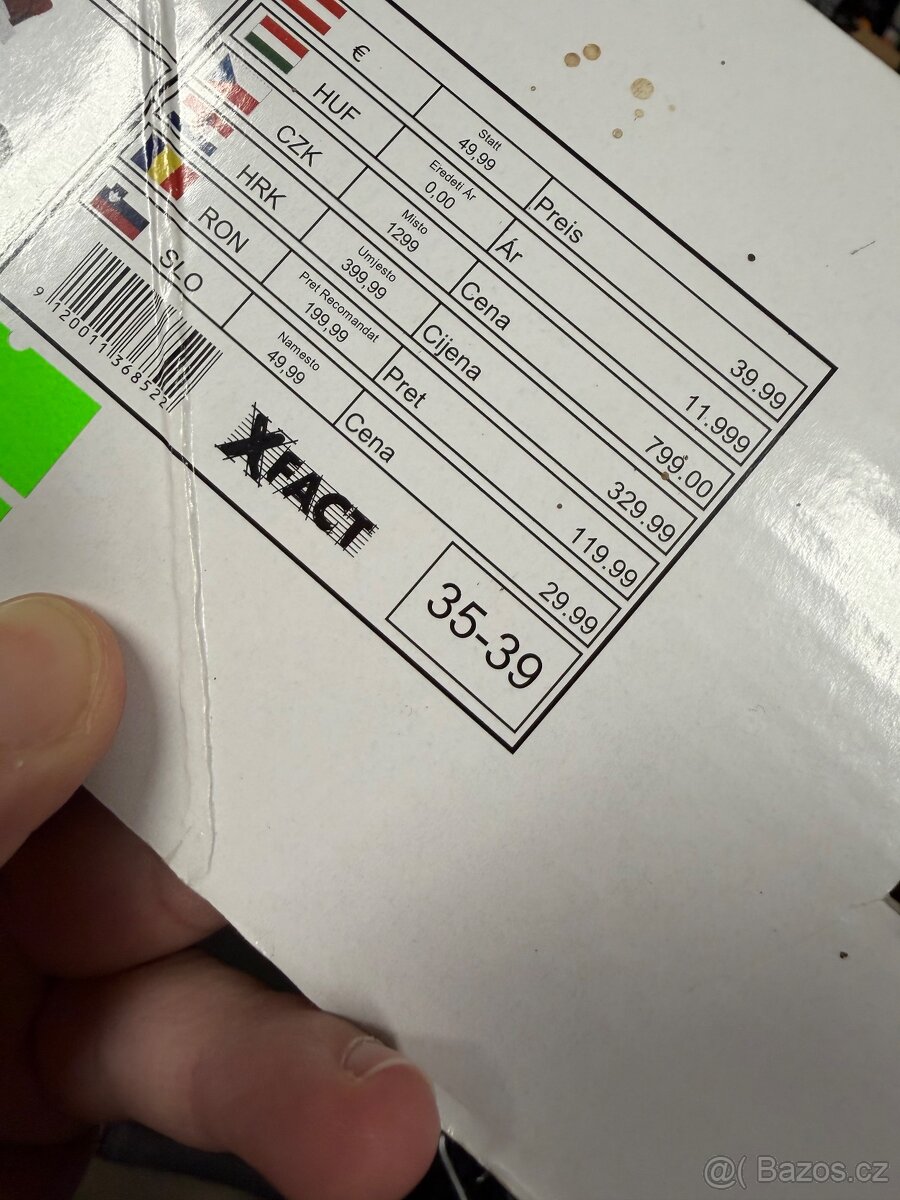 € Statt 49,99 Preis 39.99
HUF Eredeti Ár 0,00 Ár 11.999
CZK Místo 1299 Cena 799.00
HRK Umjesto 399,99 Cijena 329.99
RON Pret Recomandat 199,99 Pret 119.99
SLO Namesto 49,99 Cena 29.99
9 120011 368522
XFACT
35-39
@( Bazos.cz